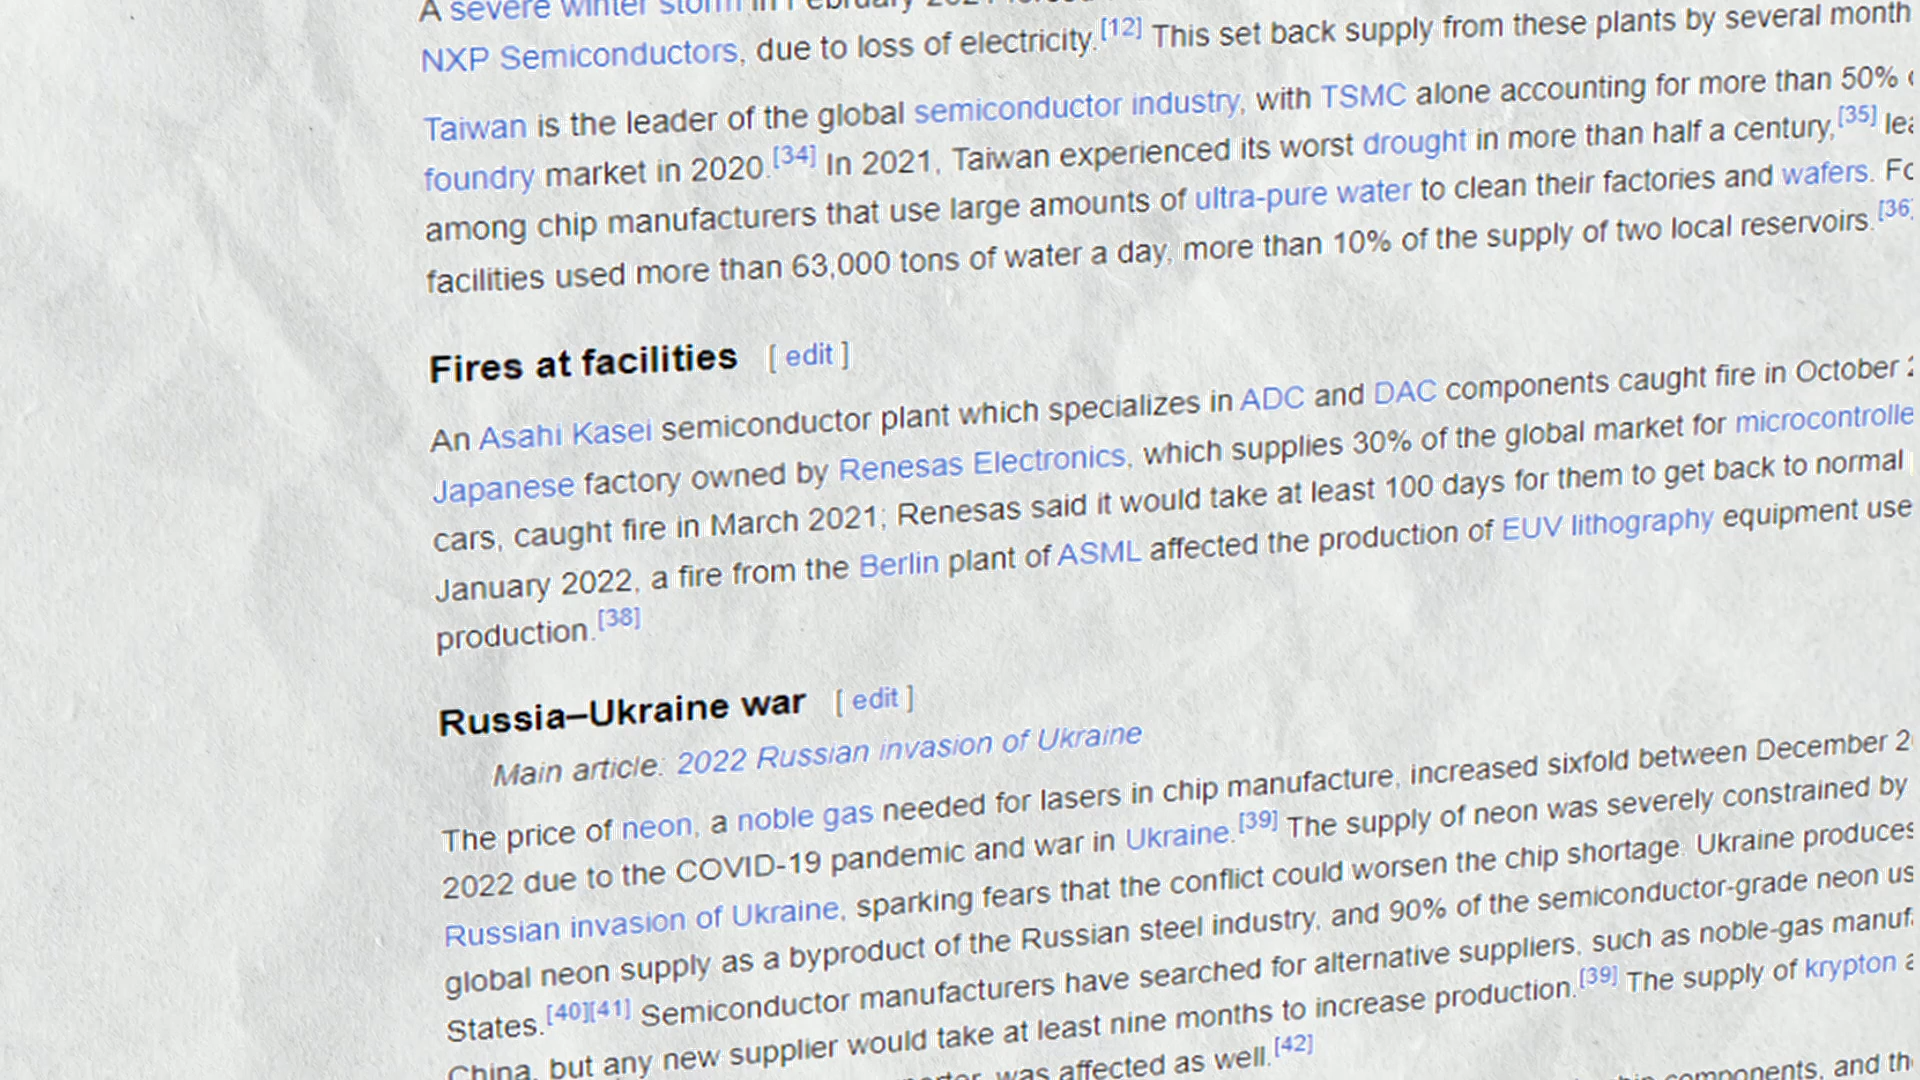 A severe winter storm in February
NXP Semiconductors, due to loss of electricity.[12] This set back supply from these plants by several month
Taiwan is the leader of the global semiconductor industry, with TSMC alone accounting for more than 50%
foundry market in 2020.[34] In 2021, Taiwan experienced its worst drought in more than half a century,[35]
among chip manufacturers that use large amounts of ultra-pure water to clean their factories and wafers.
facilities used more than 63,000 tons of water a day, more than 10% of the supply of two local reservoirs.[36]
Fires at facilities [ edit ]
An Asahi Kasei semiconductor plant which specializes in ADC and DAC components caught fire in October
Japanese factory owned by Renesas Electronics, which supplies 30% of the global market for microcontrolle
cars, caught fire in March 2021; Renesas said it would take at least 100 days for them to get back to normal
January 2022, a fire from the Berlin plant of ASML affected the production of EUV lithography equipment use
production.[38]
Russia–Ukraine war [ edit ]
Main article: 2022 Russian invasion of Ukraine
The price of neon, a noble gas needed for lasers in chip manufacture, increased sixfold between December
2022 due to the COVID-19 pandemic and war in Ukraine.[39] The supply of neon was severely constrained by
Russian invasion of Ukraine, sparking fears that the conflict could worsen the chip shortage. Ukraine produces
global neon supply as a byproduct of the Russian steel industry, and 90% of the semiconductor-grade neon us
States.[40][41] Semiconductor manufacturers have searched for alternative suppliers, such as noble-gas manuf
China, but any new supplier would take at least nine months to increase production.[39] The supply of krypton
was affected as well.[42]
components, and th